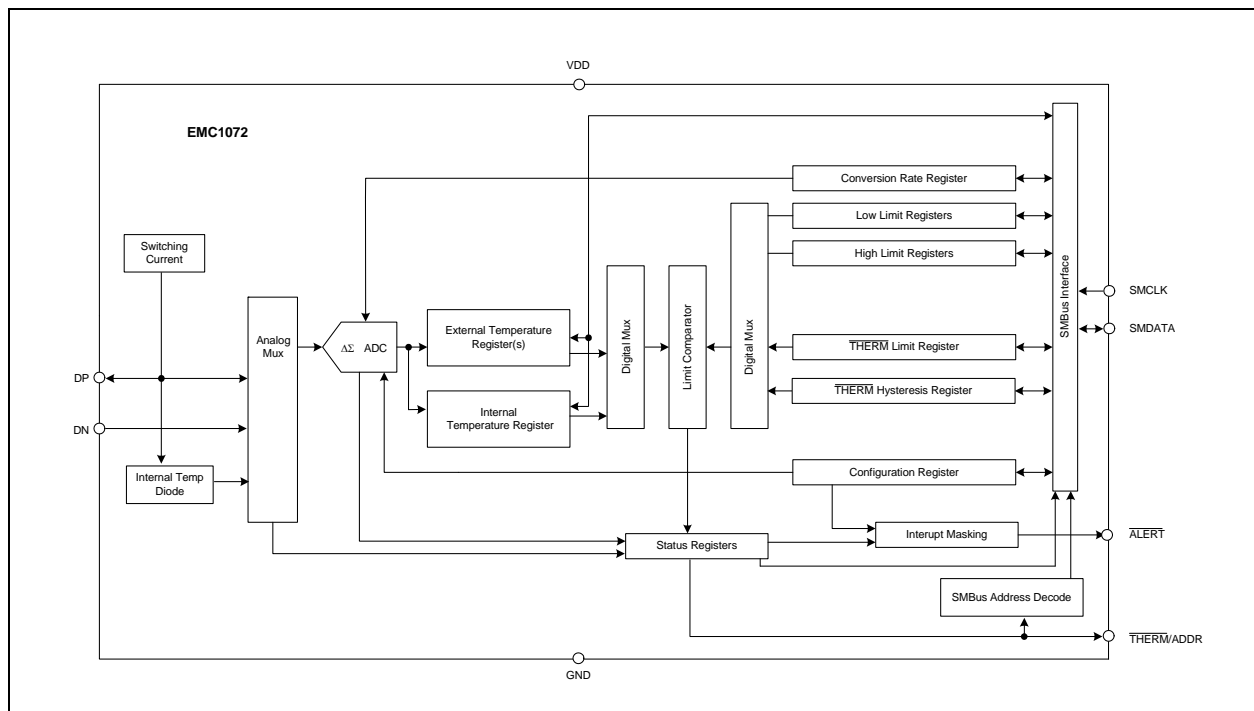 VDD
EMC1072
Conversion Rate Register
Low Limit Registers
High Limit Registers
Switching
Current
SMBus Interface
SMCLK
SMDATA
Analog
Mux
ΔΣ ADC
External Temperature
Register(s)
Digital Mux
Limit Comparator
Digital Mux
THERM Limit Register
THERM Hysteresis Register
DP
DN
Internal
Temperature Register
Internal Temp
Diode
Configuration Register
Status Registers
Interupt Masking
ALERT
SMBus Address Decode
THERM/ADDR
GND